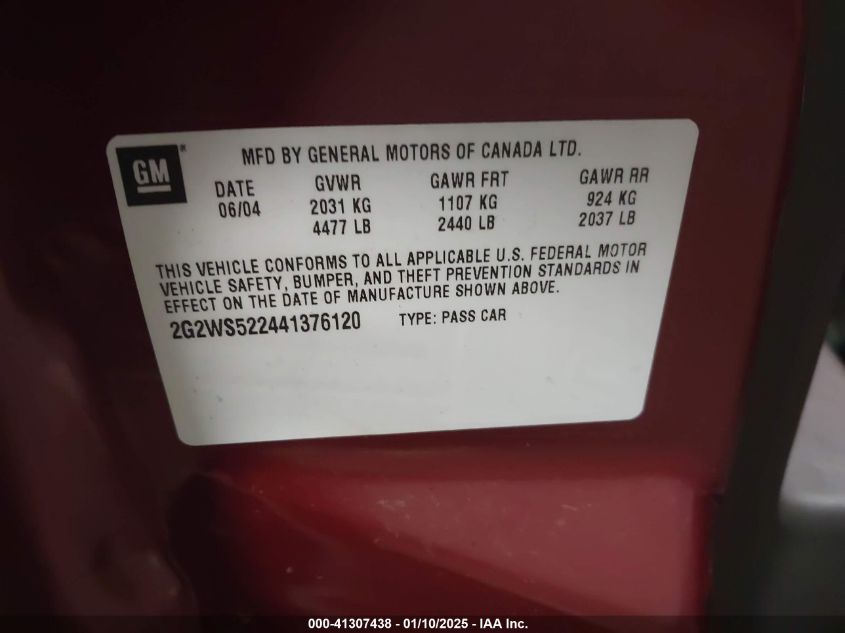 GM
MFD BY GENERAL MOTORS OF CANADA LTD.
DATE GVWR GAWR FRT GAWR RR
06/04 2031 KG 1107 KG 924 KG
4477 LB 2440 LB 2037 LB
THIS VEHICLE CONFORMS TO ALL APPLICABLE U.S. FEDERAL MOTOR
VEHICLE SAFETY, BUMPER, AND THEFT PREVENTION STANDARDS IN
EFFECT ON THE DATE OF MANUFACTURE SHOWN ABOVE.
2G2WS522441376120 TYPE: PASS CAR
000-41307438 - 01/10/2025 - IAA Inc.